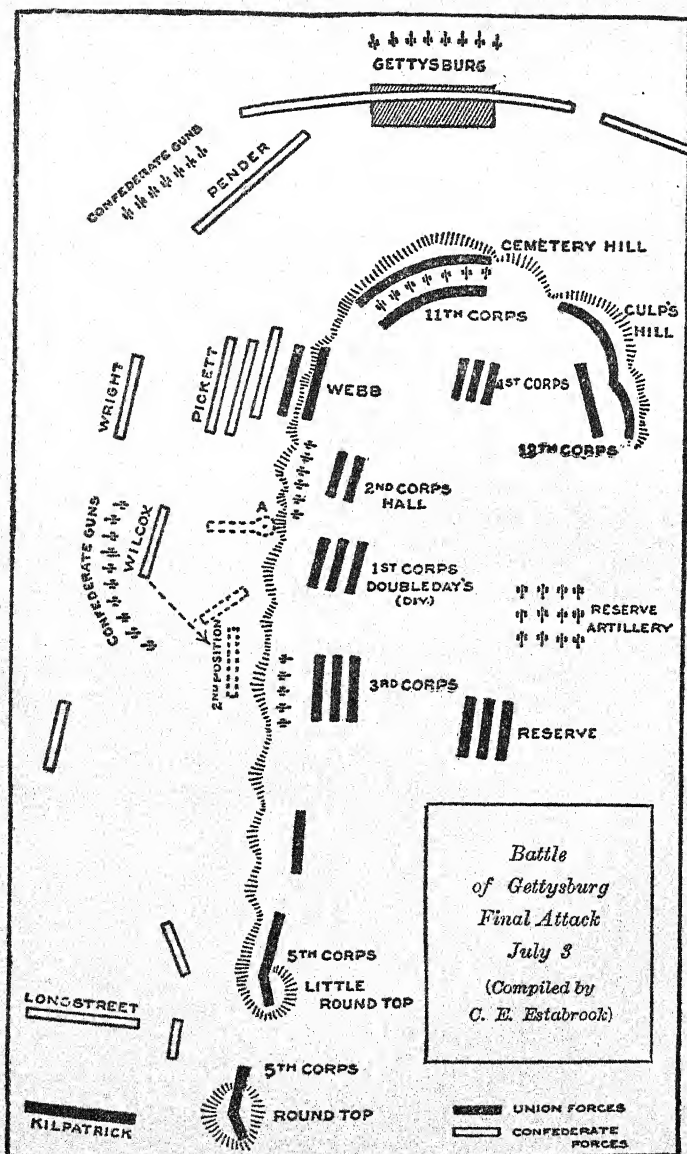 GETTYSBURG
CONFEDERATE GUNS
PENDER
CEMETERY HILL
CULP'S
HILL
11TH CORPS
WRIGHT
PICKETT
WEBB
1ST CORPS
12TH CORPS
2ND CORPS
HALL
A
CONFEDERATE GUNS
WILCOX
1ST CORPS
DOUBLEDAY'S
(DIV.)
RESERVE
ARTILLERY
2ND POSITION
3RD CORPS
RESERVE
Battle
of Gettysburg
Final Attack
July 3
(Compiled by
C. E. Estabrook)
5TH CORPS
LITTLE
ROUND TOP
LONGSTREET
5TH CORPS
ROUND TOP
KILPATRICK
UNION FORCES
CONFEDERATE
FORCES